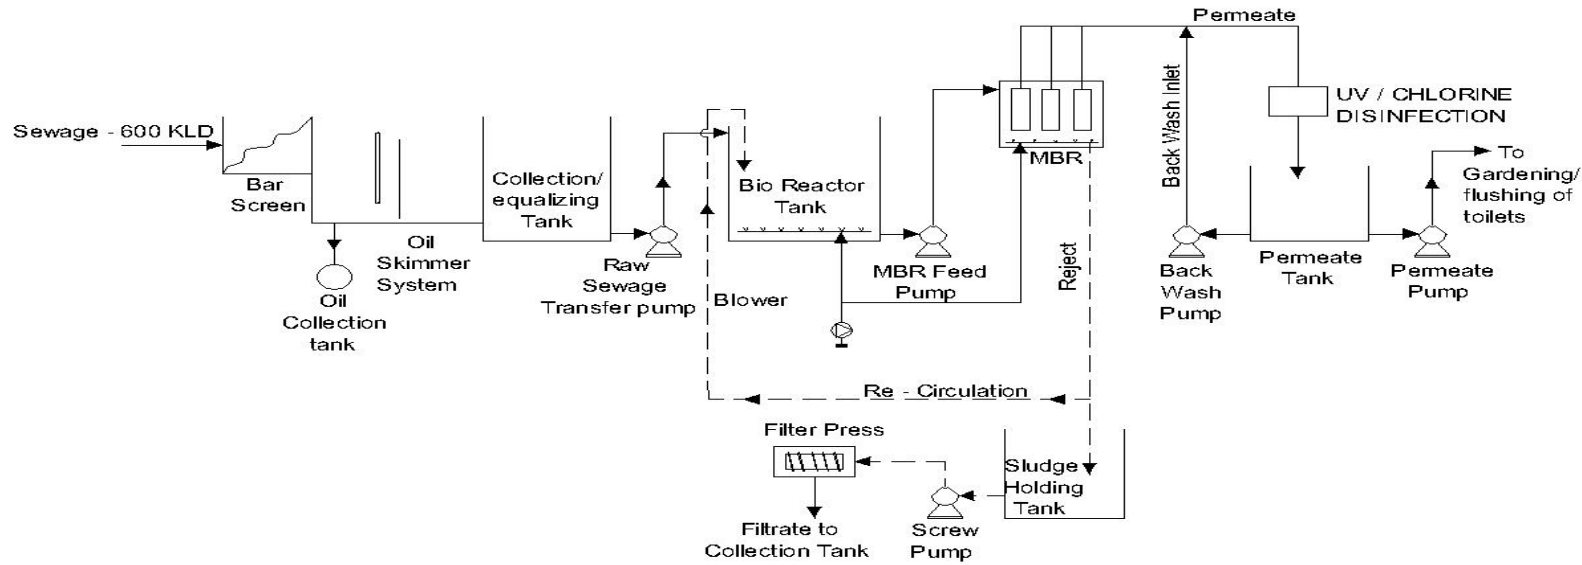 Permeate
Sewage - 600 KLD
Bar
Screen
Oil
Skimmer
System
Oil
Collection
tank
Collection/
equalizing
Tank
Raw
Sewage
Transfer pump
Blower
Bio Reactor
Tank
MBR Feed
Pump
MBR
Reject
Re - Circulation
Back Wash Inlet
UV / CHLORINE
DISINFECTION
To
Gardening/
flushing of
toilets
Back
Wash
Pump
Permeate
Tank
Permeate
Pump
Filter Press
Filtrate to
Collection Tank
Screw
Pump
Sludge
Holding
Tank